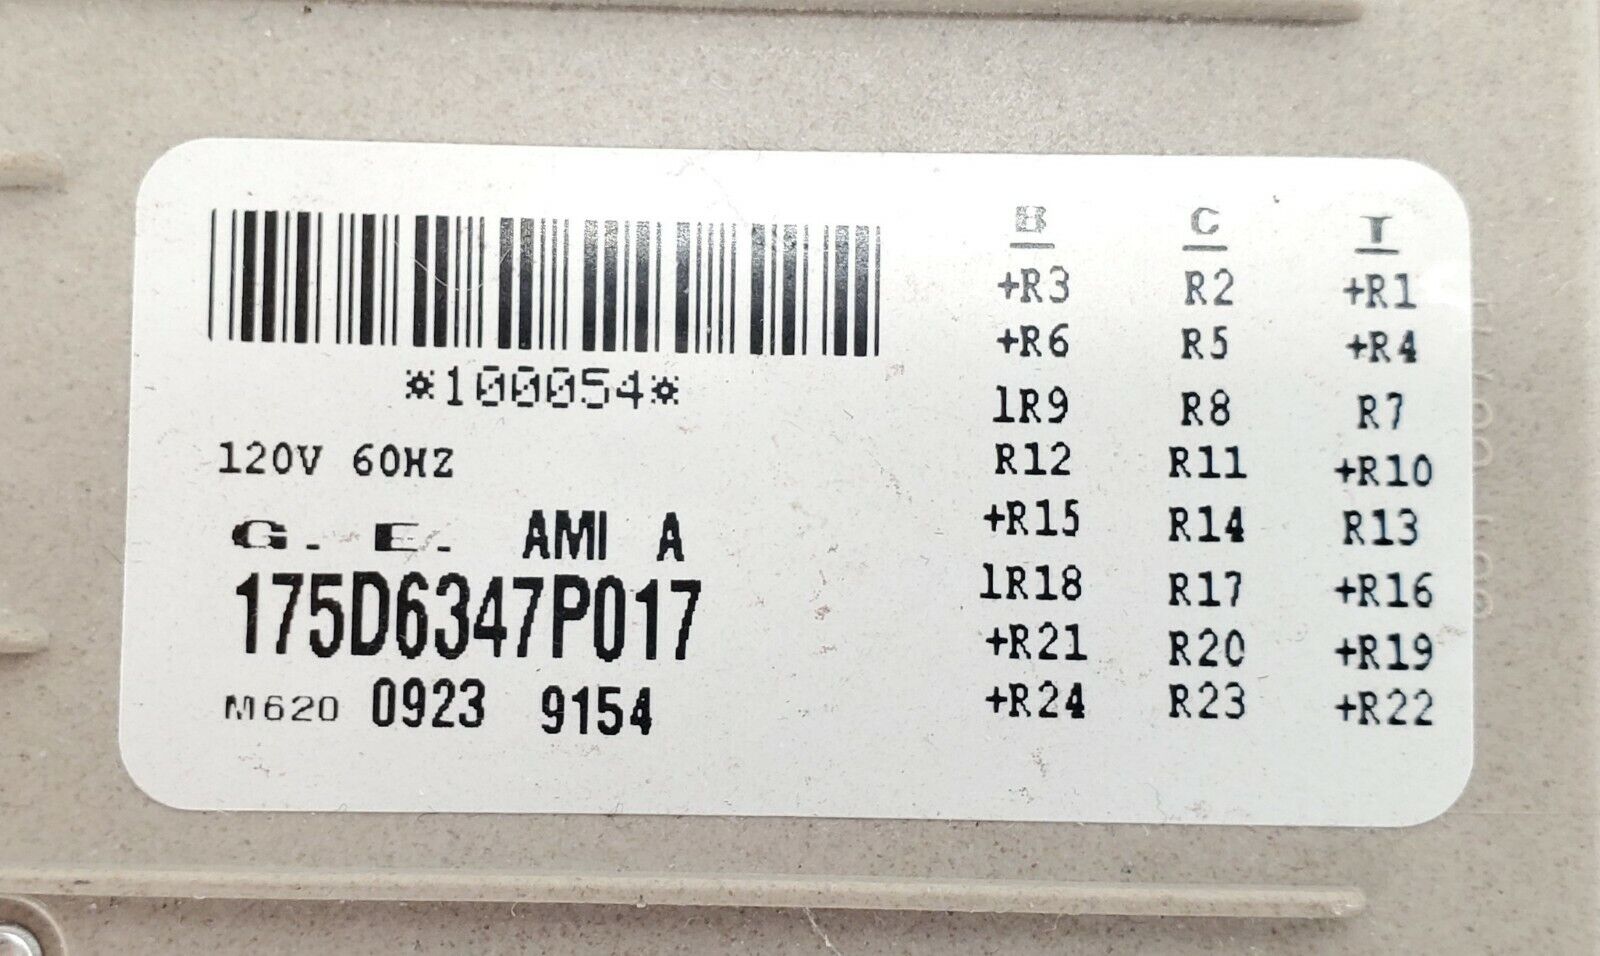 *100054*
120V 60HZ
G. E. AMI A
175D6347P017
M620 0923 9154
B C T
+R3 R2 +R1
+R6 R5 +R4
1R9 R8 R7
R12 R11 +R10
+R15 R14 R13
1R18 R17 +R16
+R21 R20 +R19
+R24 R23 +R22